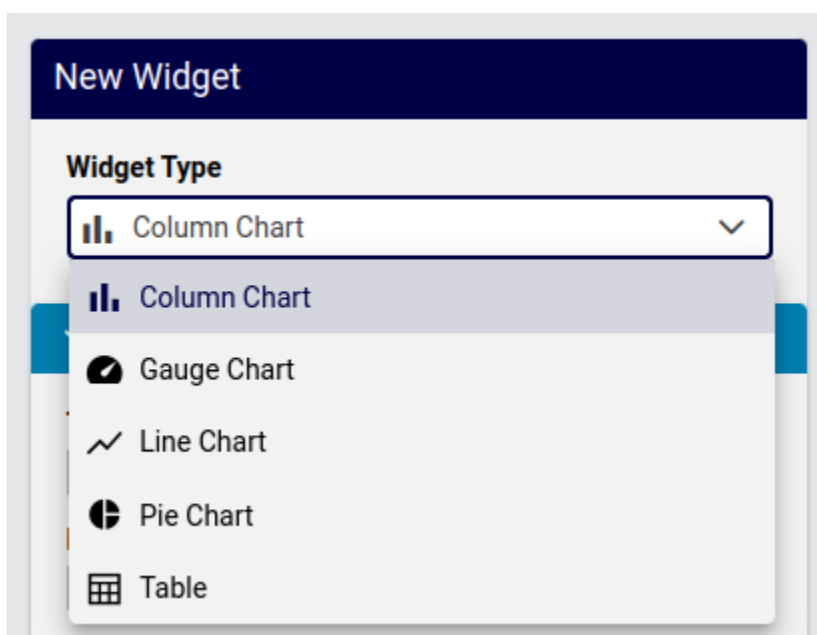 New Widget
Widget Type
Column Chart
Column Chart
Gauge Chart
Line Chart
Pie Chart
Table